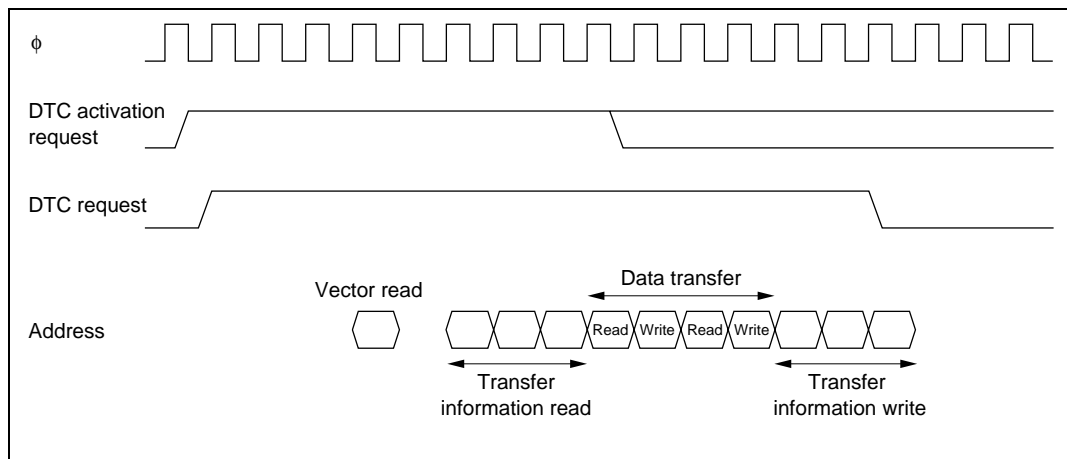 ϕ
DTC activation
request
DTC request
Data transfer
Vector read
Address
Read Write Read Write
Transfer
information read
Transfer
information write